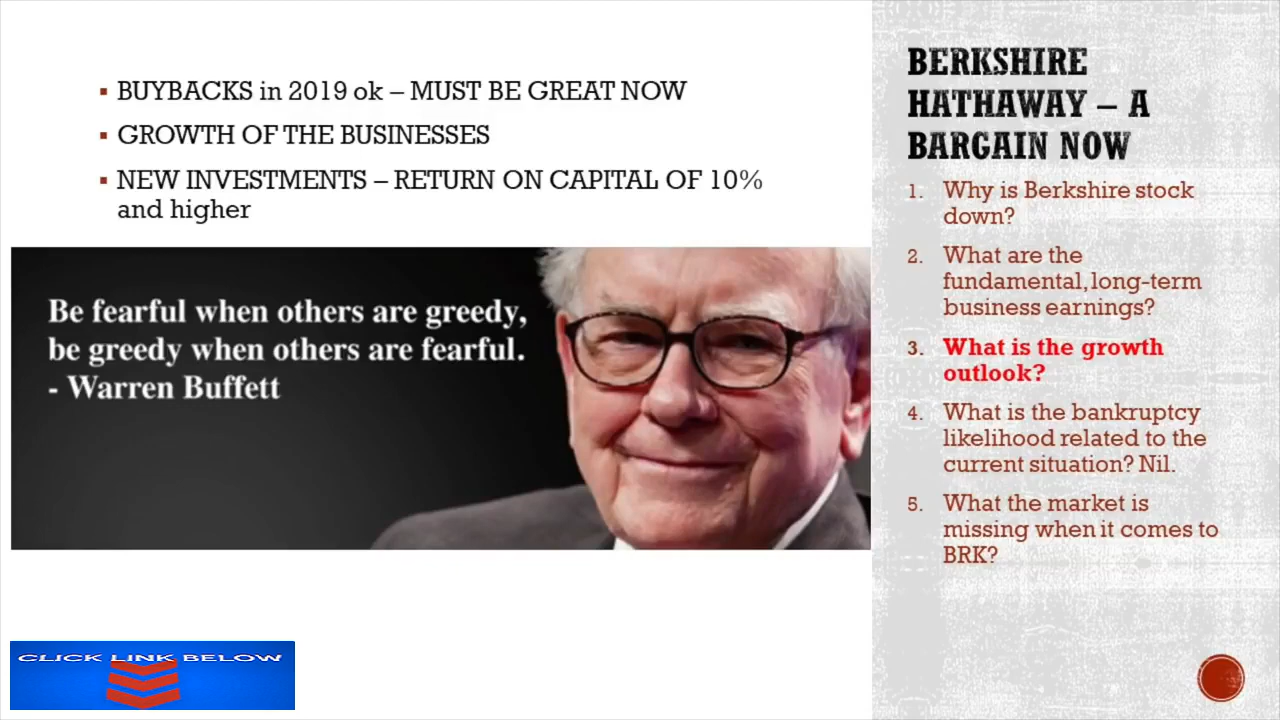 BUYBACKS in 2019 ok – MUST BE GREAT NOW
GROWTH OF THE BUSINESSES
NEW INVESTMENTS – RETURN ON CAPITAL OF 10%
and higher
Be fearful when others are greedy,
be greedy when others are fearful.
- Warren Buffett
CLICK LINK BELOW
BERKSHIRE
HATHAWAY – A
BARGAIN NOW
1. Why is Berkshire stock
down?
2. What are the
fundamental, long-term
business earnings?
3. What is the growth
outlook?
4. What is the bankruptcy
likelihood related to the
current situation? Nil.
5. What the market is
missing when it comes to
BRK?